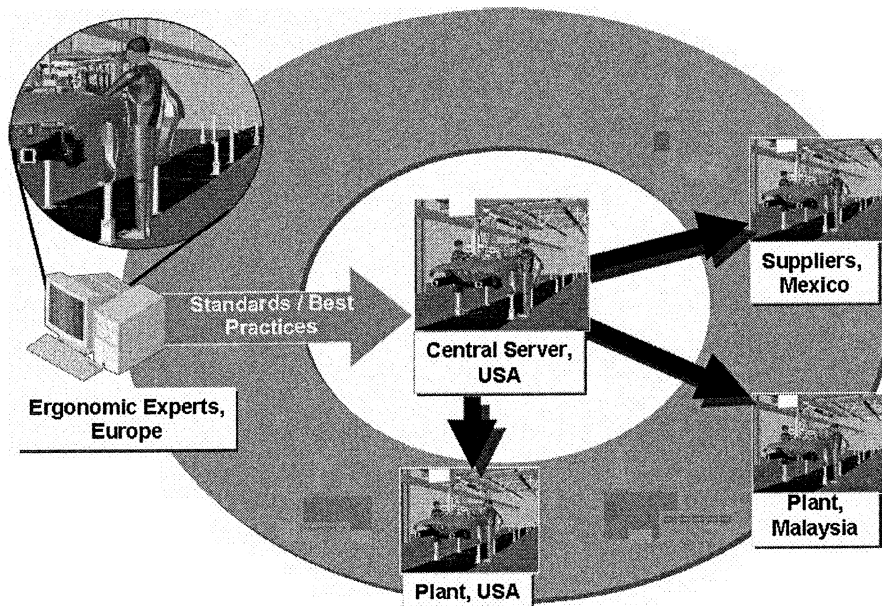 Standards / Best
Practices
Ergonomic Experts,
Europe
Central Server,
USA
Suppliers,
Mexico
Plant,
Malaysia
Plant, USA